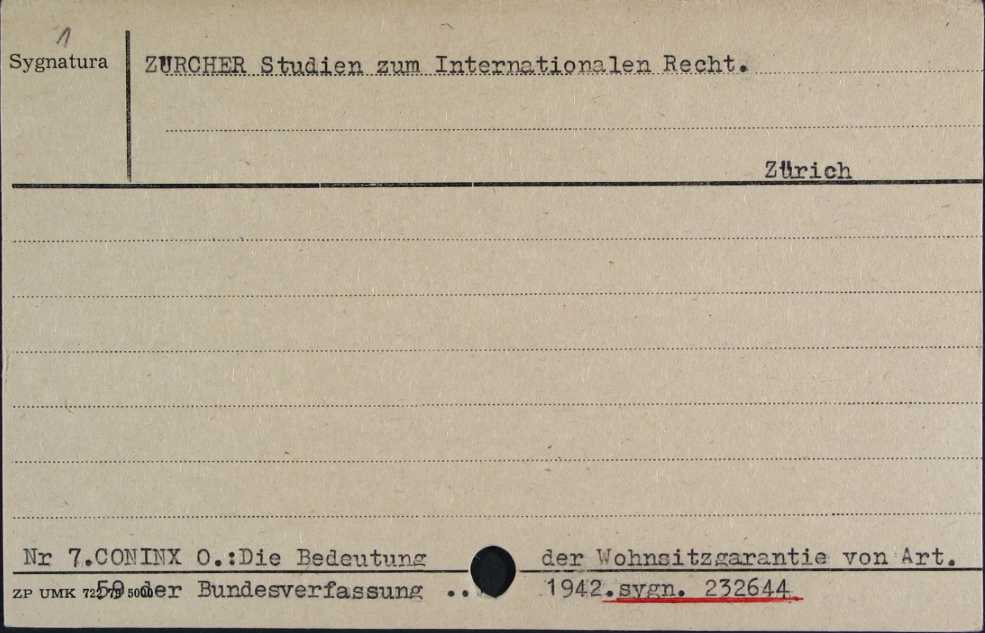 1
Sygnatura
ZURCHER Studien zum Internationalen Recht.
Zürich
Nr 7.CONINX O.:Die Bedeutung der Wohnsitzgarantie von Art.
59 der Bundesverfassung .. 1942.sygn. 232644
ZP UMK